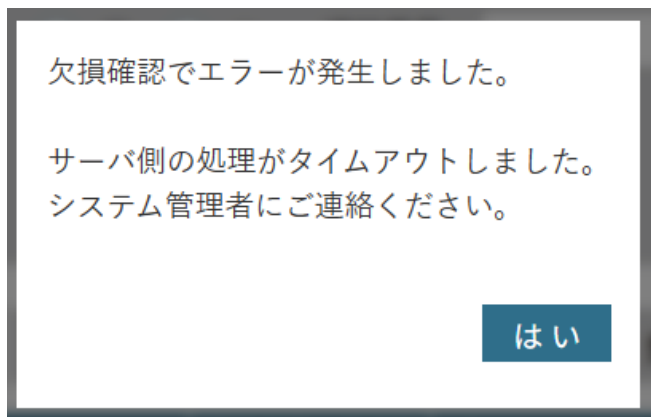 欠損確認でエラーが発生しました。
サーバ側の処理がタイムアウトしました。
システム管理者にご連絡ください。
はい